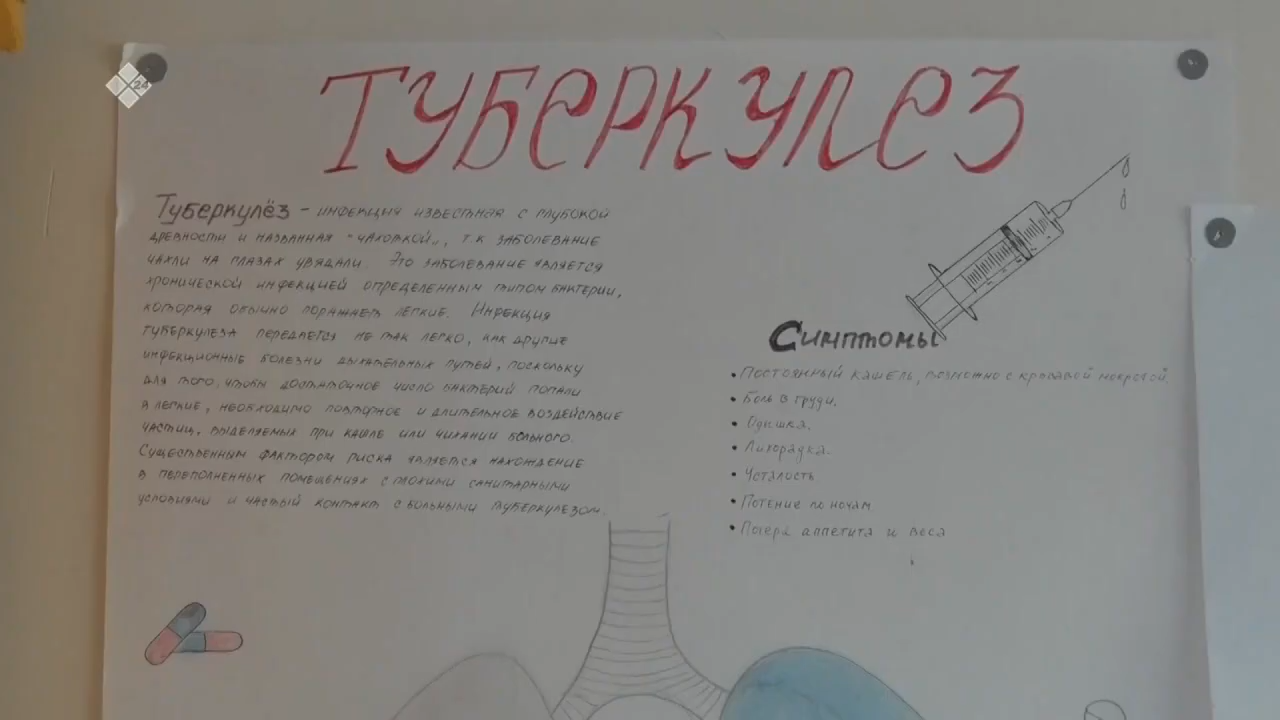 24
ТУБЕРКУЛЕЗ
Туберкулёз – инфекция известная с глубокой
древности и названная "чахоткой", т.к заболевание
чахли на глазах увядали. Это заболевание является
хронической инфекцией определенным типом бактерии,
которая обычно поражает легкие. Инфекция
туберкулеза передается не так легко, как другие
инфекционные болезни дыхательных путей, поскольку
для того, чтобы достаточное число бактерий попали
в легкие, необходимо повторное и длительное воздействие
частиц, выделяемых при кашле или чихании больного.
Существенным фактором риска является нахождение
в переполненных помещениях с плохими санитарными
условиями и частый контакт с больными туберкулезом.
Симптомы
• Постоянный кашель, возможно с кровавой мокротой.
• Боль в груди.
• Одышка.
• Лихорадка.
• Усталость
• Потение по ночам
• Потеря аппетита и веса